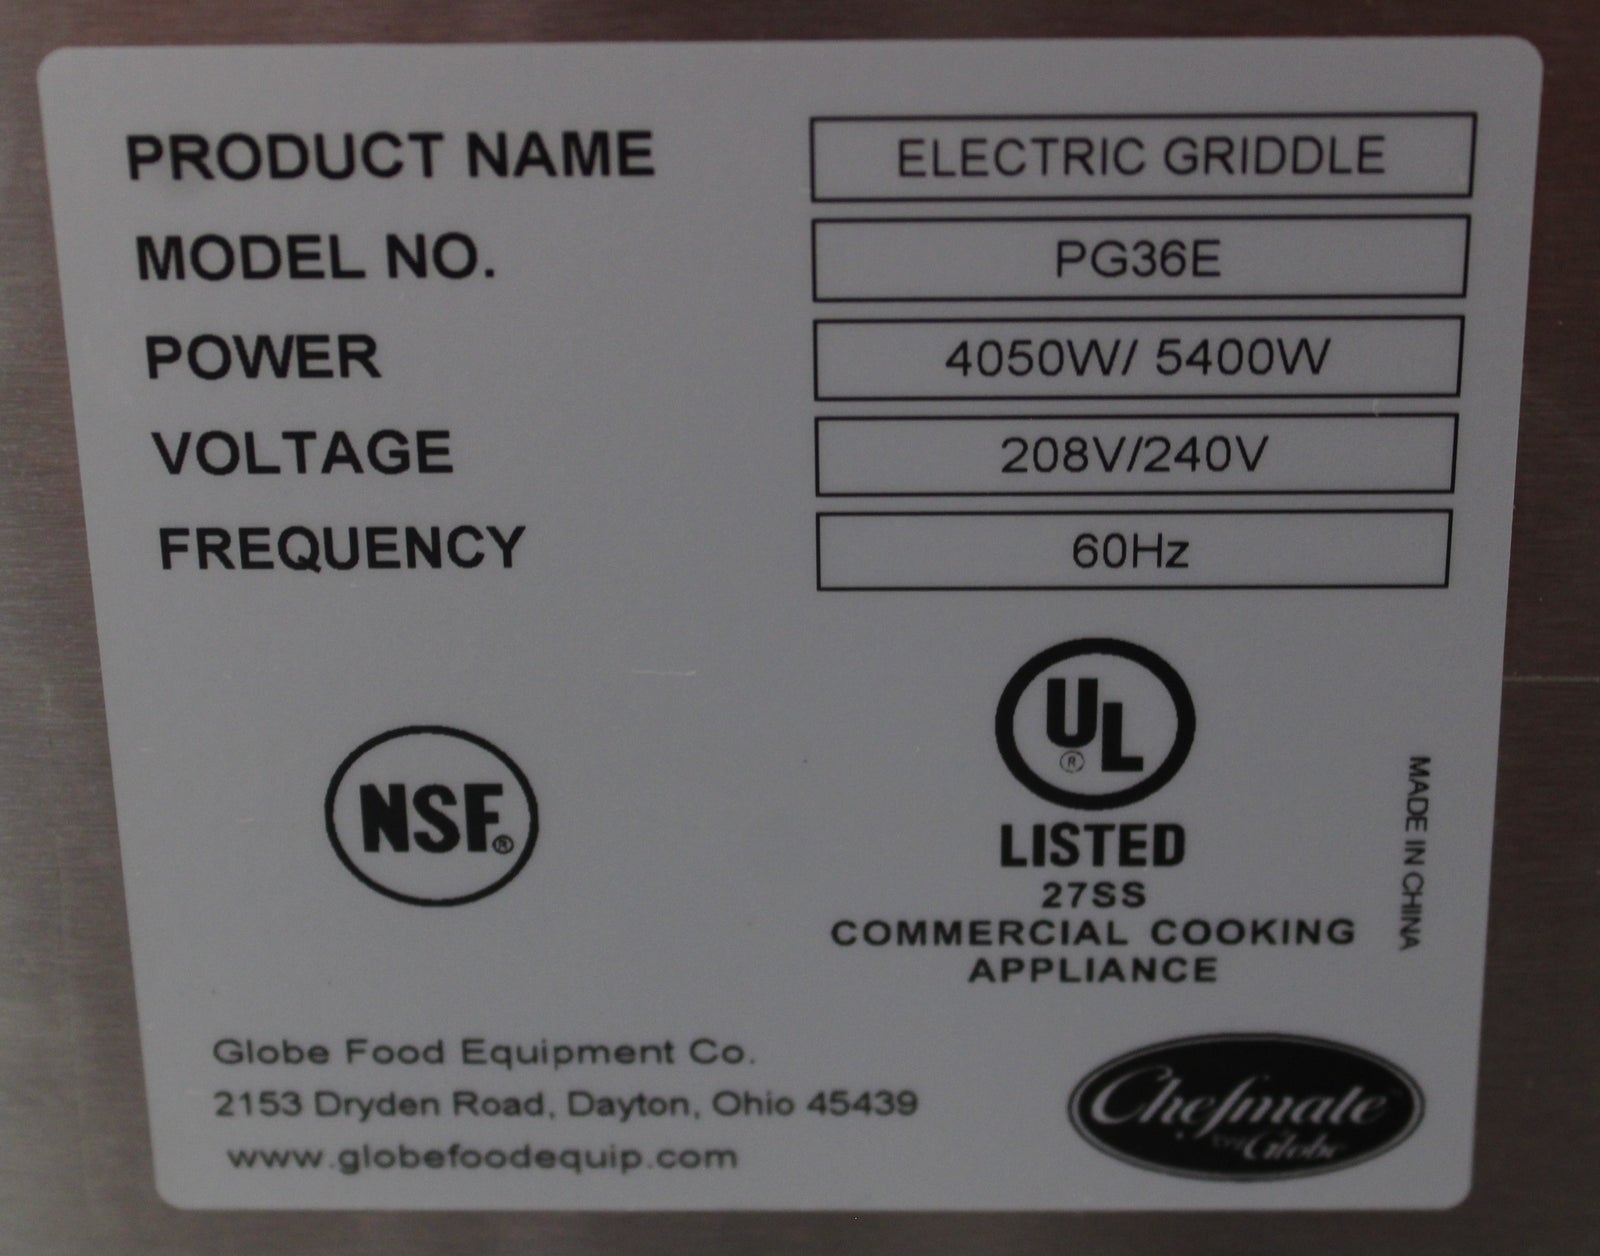 PRODUCT NAME ELECTRIC GRIDDLE
MODEL NO. PG36E
POWER 4050W/ 5400W
VOLTAGE 208V/240V
FREQUENCY 60Hz
NSF®
UL®
LISTED
27SS
COMMERCIAL COOKING
APPLIANCE
MADE IN CHINA
Globe Food Equipment Co.
2153 Dryden Road, Dayton, Ohio 45439
www.globefoodequip.com
Chefmate
BY Globe